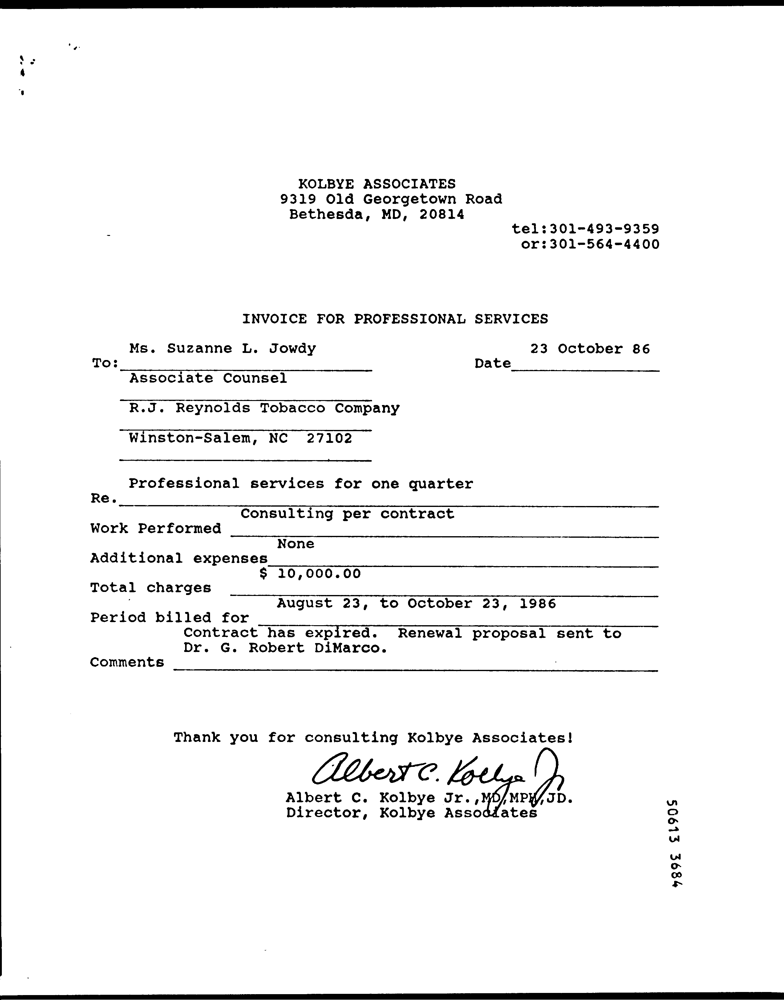 KOLBYE ASSOCIATES
9319 Old Georgetown Road
Bethesda, MD, 20814
tel:301-493-9359
or:301-564-4400
INVOICE FOR PROFESSIONAL SERVICES
Ms. Suzanne L. Jowdy 23 October 86
To: Date
Associate Counsel
R.J. Reynolds Tobacco Company
Winston-Salem, NC 27102
Professional services for one quarter
Re.
Consulting per contract
Work Performed
None
Additional expenses
$ 10,000.00
Total charges
August 23, to October 23, 1986
Period billed for
Contract has expired. Renewal proposal sent to
Dr. G. Robert DiMarco.
Comments
Thank you for consulting Kolbye Associates!
Albert C. Kolbye Jr
Albert C. Kolbye Jr.,MD,MPH,JD.
Director, Kolbye Associates
50613 3684